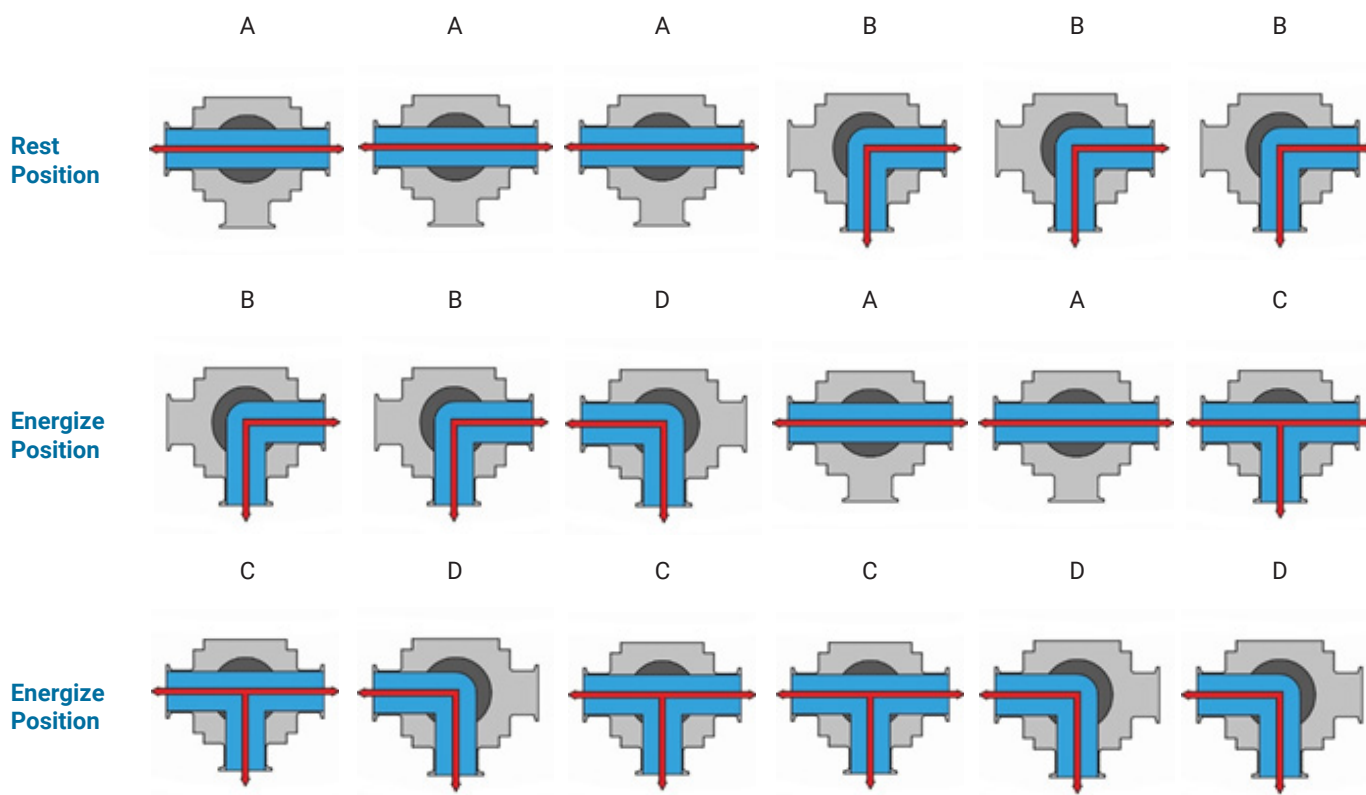 A A A B B B
Rest
Position
B B D A A C
Energize
Position
C D C C D D
Energize
Position